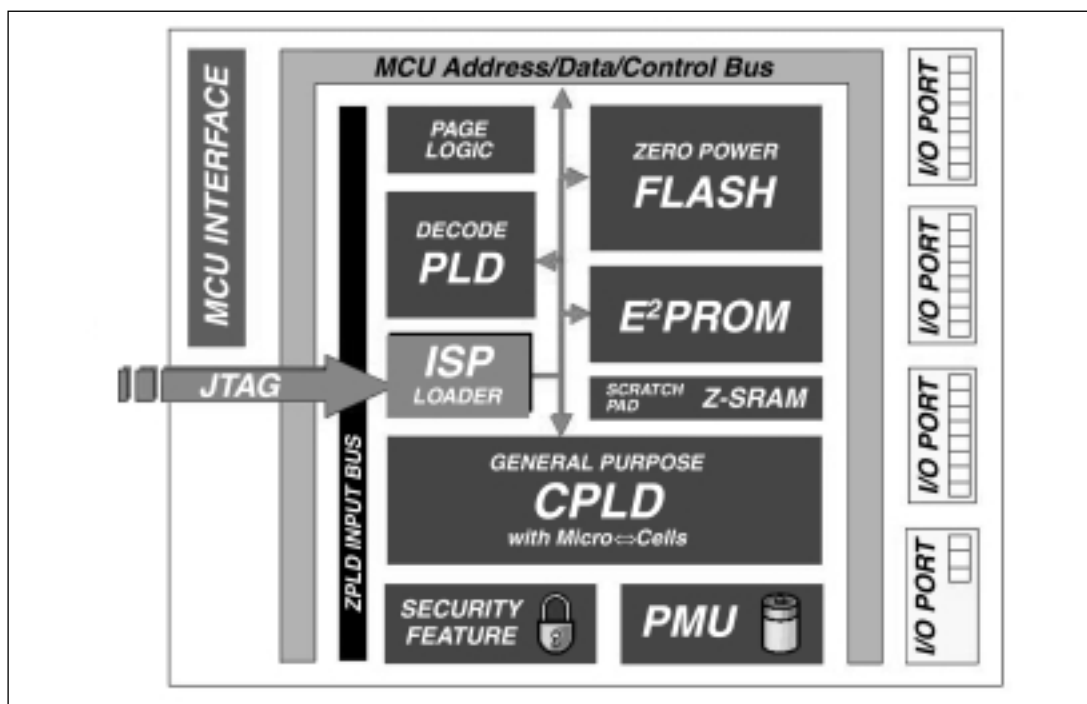 MCU INTERFACE
MCU Address/Data/Control Bus
PAGE
LOGIC
ZERO POWER
FLASH
DECODE
PLD
E²PROM
JTAG
ISP
LOADER
SCRATCH
PAD
Z-SRAM
ZPLD INPUT BUS
GENERAL PURPOSE
CPLD
with Micro⇔Cells
SECURITY
FEATURE
PMU
I/O PORT
I/O PORT
I/O PORT
I/O PORT